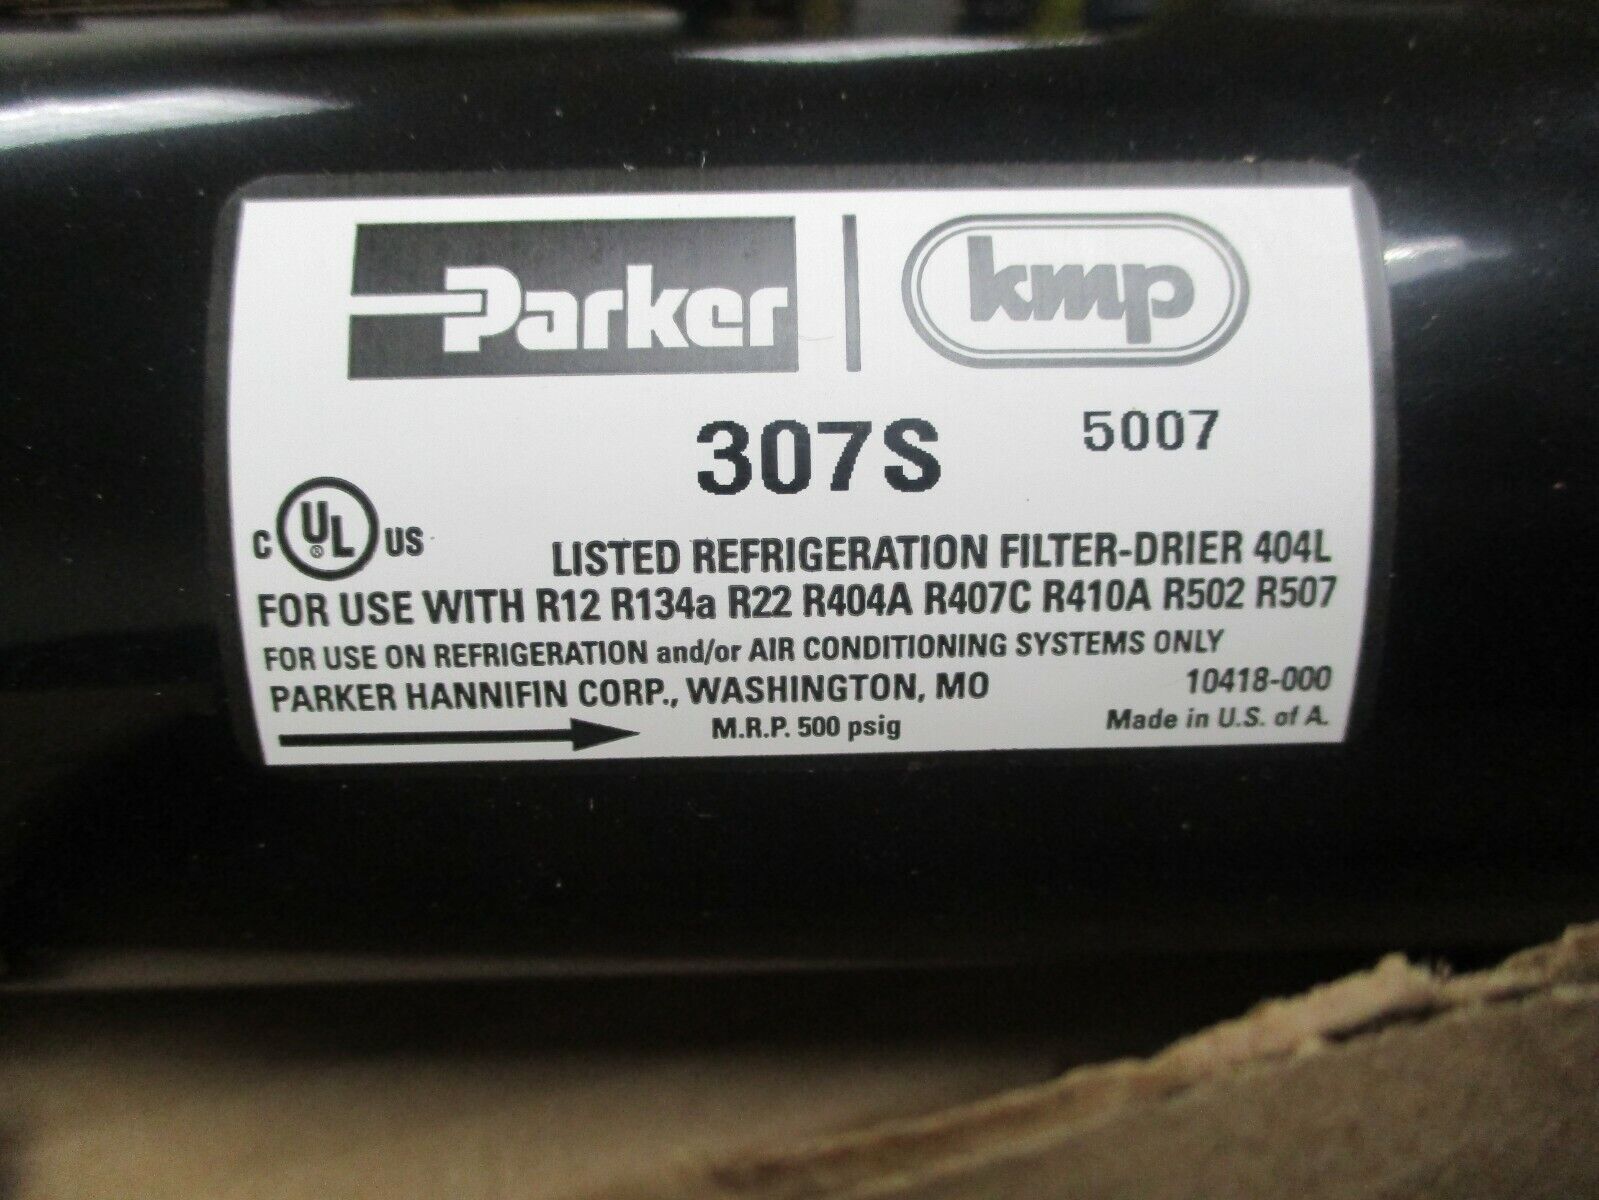 Parker kmp
307S 5007
C UL® US
LISTED REFRIGERATION FILTER-DRIER 404L
FOR USE WITH R12 R134a R22 R404A R407C R410A R502 R507
FOR USE ON REFRIGERATION and/or AIR CONDITIONING SYSTEMS ONLY
PARKER HANNIFIN CORP., WASHINGTON, MO 10418-000
M.R.P. 500 psig Made in U.S. of A.